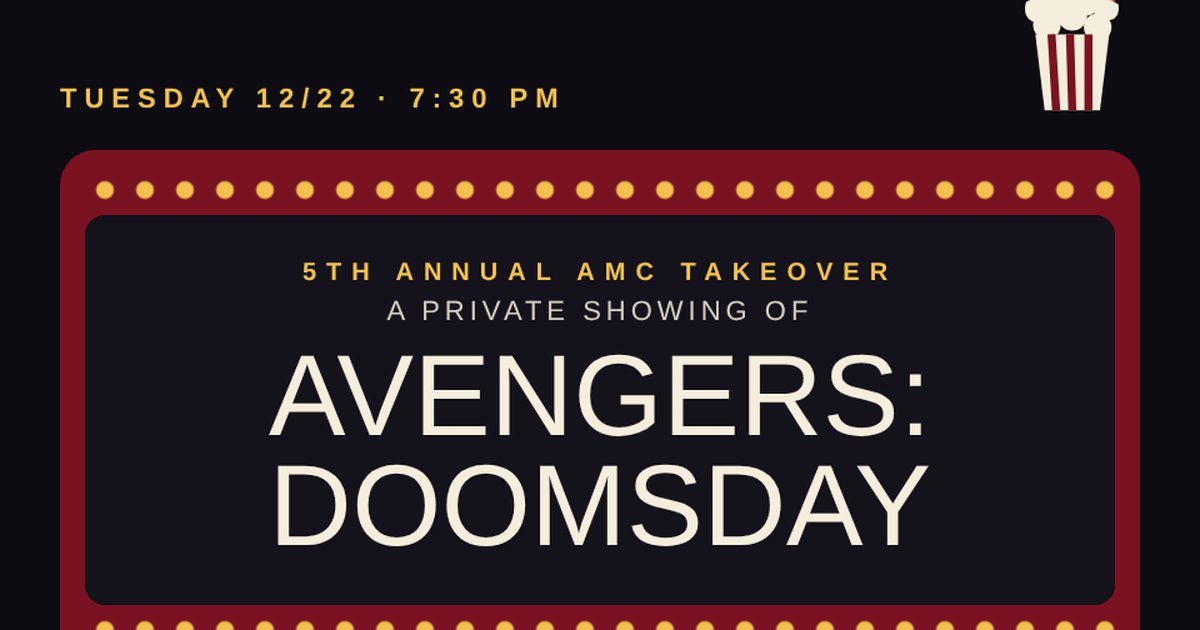 TUESDAY 12/22 · 7:30 PM
5TH ANNUAL AMC TAKEOVER
A PRIVATE SHOWING OF
AVENGERS:
DOOMSDAY